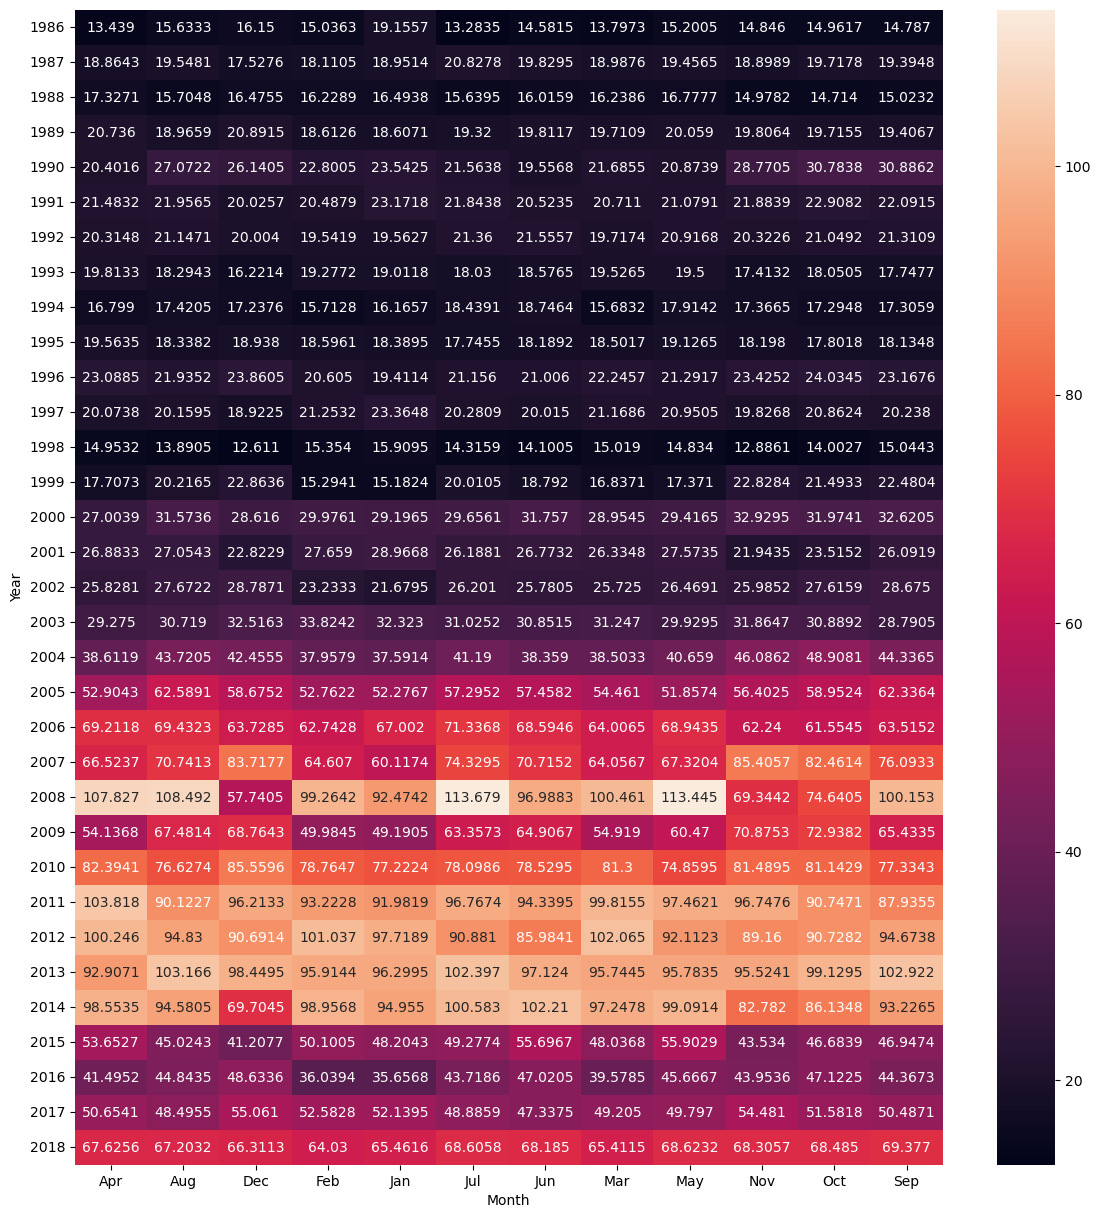 1986 13.439 15.6333 16.15 15.0363 19.1557 13.2835 14.5815 13.7973 15.2005 14.846 14.9617 14.787
1987 18.8643 19.5481 17.5276 18.1105 18.9514 20.8278 19.8295 18.9876 19.4565 18.8989 19.7178 19.3948
1988 17.3271 15.7048 16.4755 16.2289 16.4938 15.6395 16.0159 16.2386 16.7777 14.9782 14.714 15.0232
1989 20.736 18.9659 20.8915 18.6126 18.6071 19.32 19.8117 19.7109 20.059 19.8064 19.7155 19.4067
1990 20.4016 27.0722 26.1405 22.8005 23.5425 21.5638 19.5568 21.6855 20.8739 28.7705 30.7838 30.8862
100
1991 21.4832 21.9565 20.0257 20.4879 23.1718 21.8438 20.5235 20.711 21.0791 21.8839 22.9082 22.0915
1992 20.3148 21.1471 20.004 19.5419 19.5627 21.36 21.5557 19.7174 20.9168 20.3226 21.0492 21.3109
1993 19.8133 18.2943 16.2214 19.2772 19.0118 18.03 18.5765 19.5265 19.5 17.4132 18.0505 17.7477
1994 16.799 17.4205 17.2376 15.7128 16.1657 18.4391 18.7464 15.6832 17.9142 17.3665 17.2948 17.3059
1995 19.5635 18.3382 18.938 18.5961 18.3895 17.7455 18.1892 18.5017 19.1265 18.198 17.8018 18.1348
1996 23.0885 21.9352 23.8605 20.605 19.4114 21.156 21.006 22.2457 21.2917 23.4252 24.0345 23.1676
80
1997 20.0738 20.1595 18.9225 21.2532 23.3648 20.2809 20.015 21.1686 20.9505 19.8268 20.8624 20.238
1998 14.9532 13.8905 12.611 15.354 15.9095 14.3159 14.1005 15.019 14.834 12.8861 14.0027 15.0443
1999 17.7073 20.2165 22.8636 15.2941 15.1824 20.0105 18.792 16.8371 17.371 22.8284 21.4933 22.4804
2000 27.0039 31.5736 28.616 29.9761 29.1965 29.6561 31.757 28.9545 29.4165 32.9295 31.9741 32.6205
2001 26.8833 27.0543 22.8229 27.659 28.9668 26.1881 26.7732 26.3348 27.5735 21.9435 23.5152 26.0919
Year
2002 25.8281 27.6722 28.7871 23.2333 21.6795 26.201 25.7805 25.725 26.4691 25.9852 27.6159 28.675
2003 29.275 30.719 32.5163 33.8242 32.323 31.0252 30.8515 31.247 29.9295 31.8647 30.8892 28.7905
60
2004 38.6119 43.7205 42.4555 37.9579 37.5914 41.19 38.359 38.5033 40.659 46.0862 48.9081 44.3365
2005 52.9043 62.5891 58.6752 52.7622 52.2767 57.2952 57.4582 54.461 51.8574 56.4025 58.9524 62.3364
2006 69.2118 69.4323 63.7285 62.7428 67.002 71.3368 68.5946 64.0065 68.9435 62.24 61.5545 63.5152
2007 66.5237 70.7413 83.7177 64.607 60.1174 74.3295 70.7152 64.0567 67.3204 85.4057 82.4614 76.0933
2008 107.827 108.492 57.7405 99.2642 92.4742 113.679 96.9883 100.461 113.445 69.3442 74.6405 100.153
2009 54.1368 67.4814 68.7643 49.9845 49.1905 63.3573 64.9067 54.919 60.47 70.8753 72.9382 65.4335
40
2010 82.3941 76.6274 85.5596 78.7647 77.2224 78.0986 78.5295 81.3 74.8595 81.4895 81.1429 77.3343
2011 103.818 90.1227 96.2133 93.2228 91.9819 96.7674 94.3395 99.8155 97.4621 96.7476 90.7471 87.9355
2012 100.246 94.83 90.6914 101.037 97.7189 90.881 85.9841 102.065 92.1123 89.16 90.7282 94.6738
2013 92.9071 103.166 98.4495 95.9144 96.2995 102.397 97.124 95.7445 95.7835 95.5241 99.1295 102.922
2014 98.5535 94.5805 69.7045 98.9568 94.955 100.583 102.21 97.2478 99.0914 82.782 86.1348 93.2265
2015 53.6527 45.0243 41.2077 50.1005 48.2043 49.2774 55.6967 48.0368 55.9029 43.534 46.6839 46.9474
2016 41.4952 44.8435 48.6336 36.0394 35.6568 43.7186 47.0205 39.5785 45.6667 43.9536 47.1225 44.3673
20
2017 50.6541 48.4955 55.061 52.5828 52.1395 48.8859 47.3375 49.205 49.797 54.481 51.5818 50.4871
2018 67.6256 67.2032 66.3113 64.03 65.4616 68.6058 68.185 65.4115 68.6232 68.3057 68.485 69.377
Apr Aug Dec Feb Jan Jul Jun Mar May Nov Oct Sep
Month